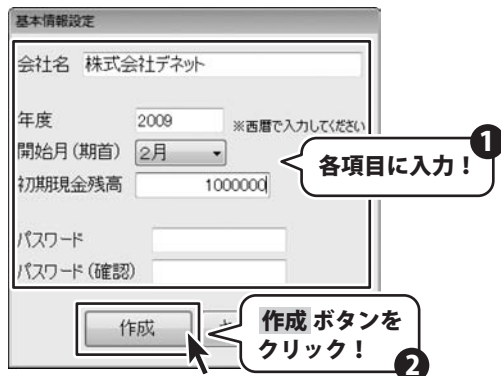 基本情報設定
会社名 株式会社デネット
年度 2009 ※西暦で入力してください
開始月(期首) 2月
初期現金残高 1000000
パスワード
パスワード(確認)
作成
1
各項目に入力!
作成 ボタンを
クリック!
2